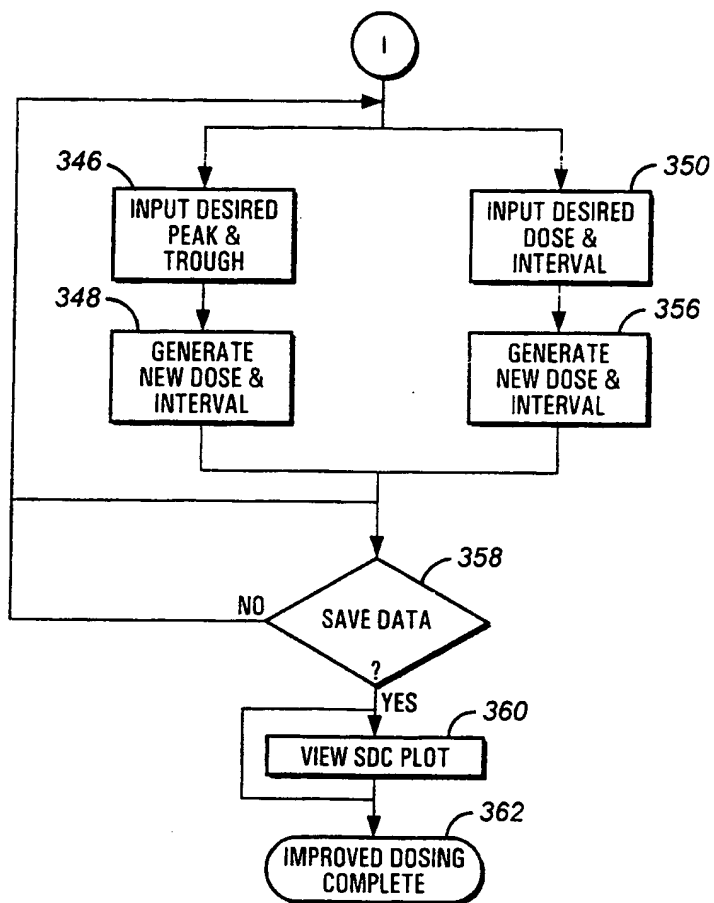 I
346
INPUT DESIRED
PEAK &
TROUGH
350
INPUT DESIRED
DOSE &
INTERVAL
348
GENERATE
NEW DOSE &
INTERVAL
356
GENERATE
NEW DOSE &
INTERVAL
358
NO
SAVE DATA
?
YES
360
VIEW SDC PLOT
362
IMPROVED DOSING
COMPLETE